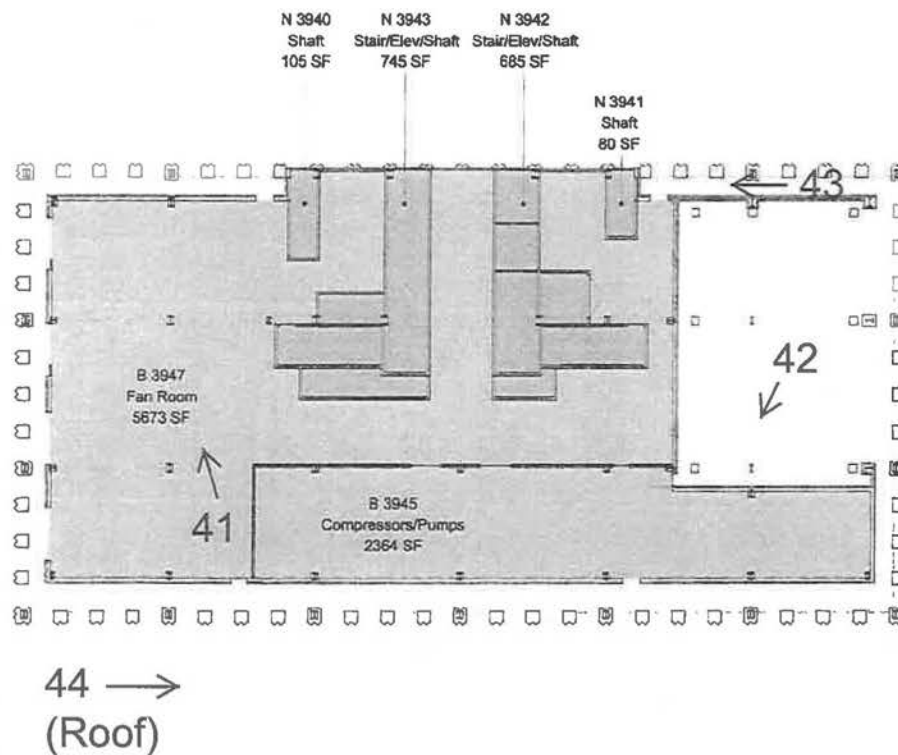 N 3940
Shaft
105 SF
N 3943
Stair/Elev/Shaft
745 SF
N 3942
Stair/Elev/Shaft
685 SF
N 3941
Shaft
80 SF
43
42
B 3947
Fan Room
5673 SF
41
B 3945
Compressors/Pumps
2364 SF
44
(Roof)